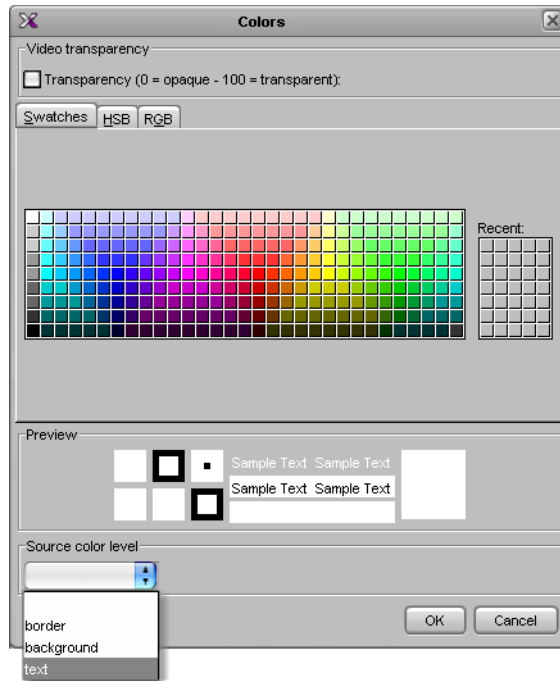 Colors
Video transparency
Transparency (0 = opaque - 100 = transparent):
Swatches HSB RGB
Recent:
Preview
Sample Text Sample Text
Sample Text Sample Text
Source color level
border
background
text
OK Cancel